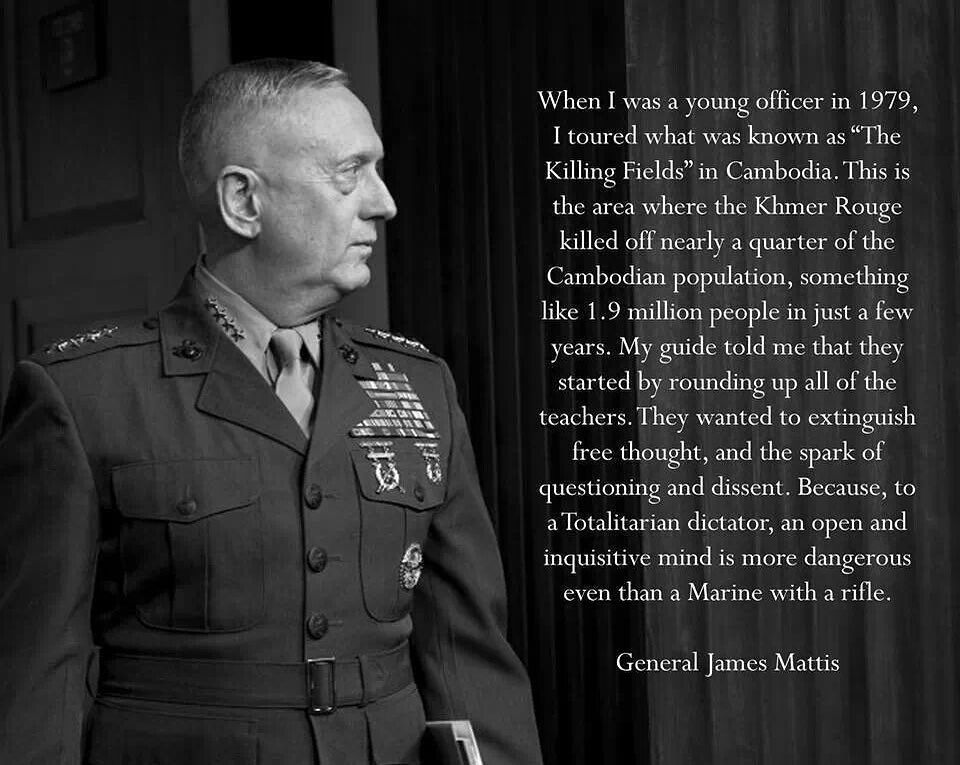 When I was a young officer in 1979,
I toured what was known as “The
Killing Fields” in Cambodia. This is
the area where the Khmer Rouge
killed off nearly a quarter of the
Cambodian population, something
like 1.9 million people in just a few
years. My guide told me that they
started by rounding up all of the
teachers. They wanted to extinguish
free thought, and the spark of
questioning and dissent. Because, to
a Totalitarian dictator, an open and
inquisitive mind is more dangerous
even than a Marine with a rifle.
General James Mattis